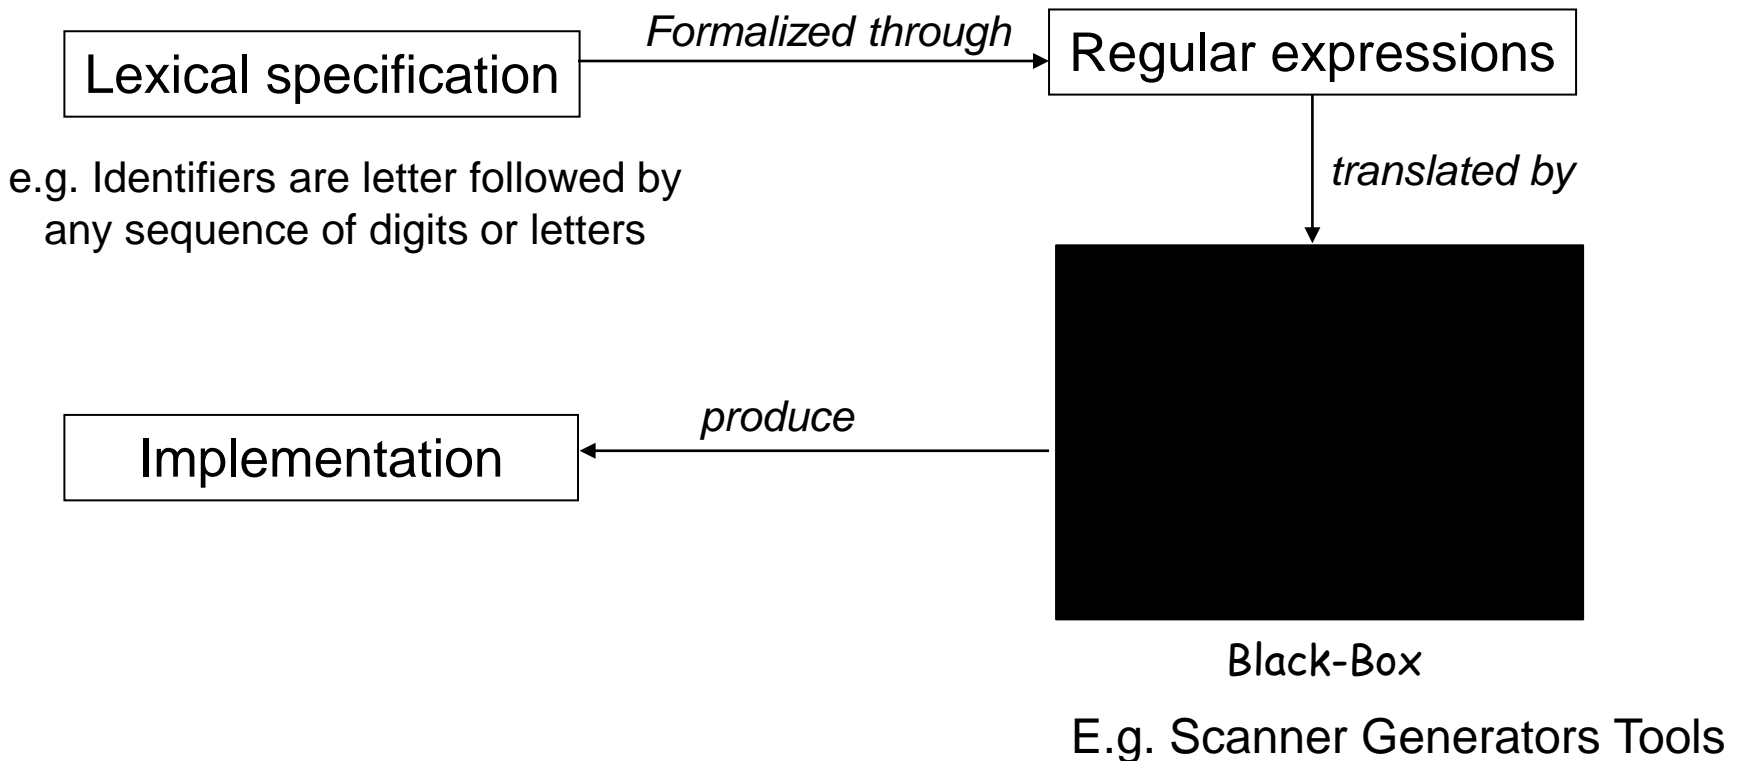 Formalized through
Lexical specification
Regular expressions
e.g. Identifiers are letter followed by
any sequence of digits or letters
translated by
produce
Implementation
Black-Box
E.g. Scanner Generators Tools